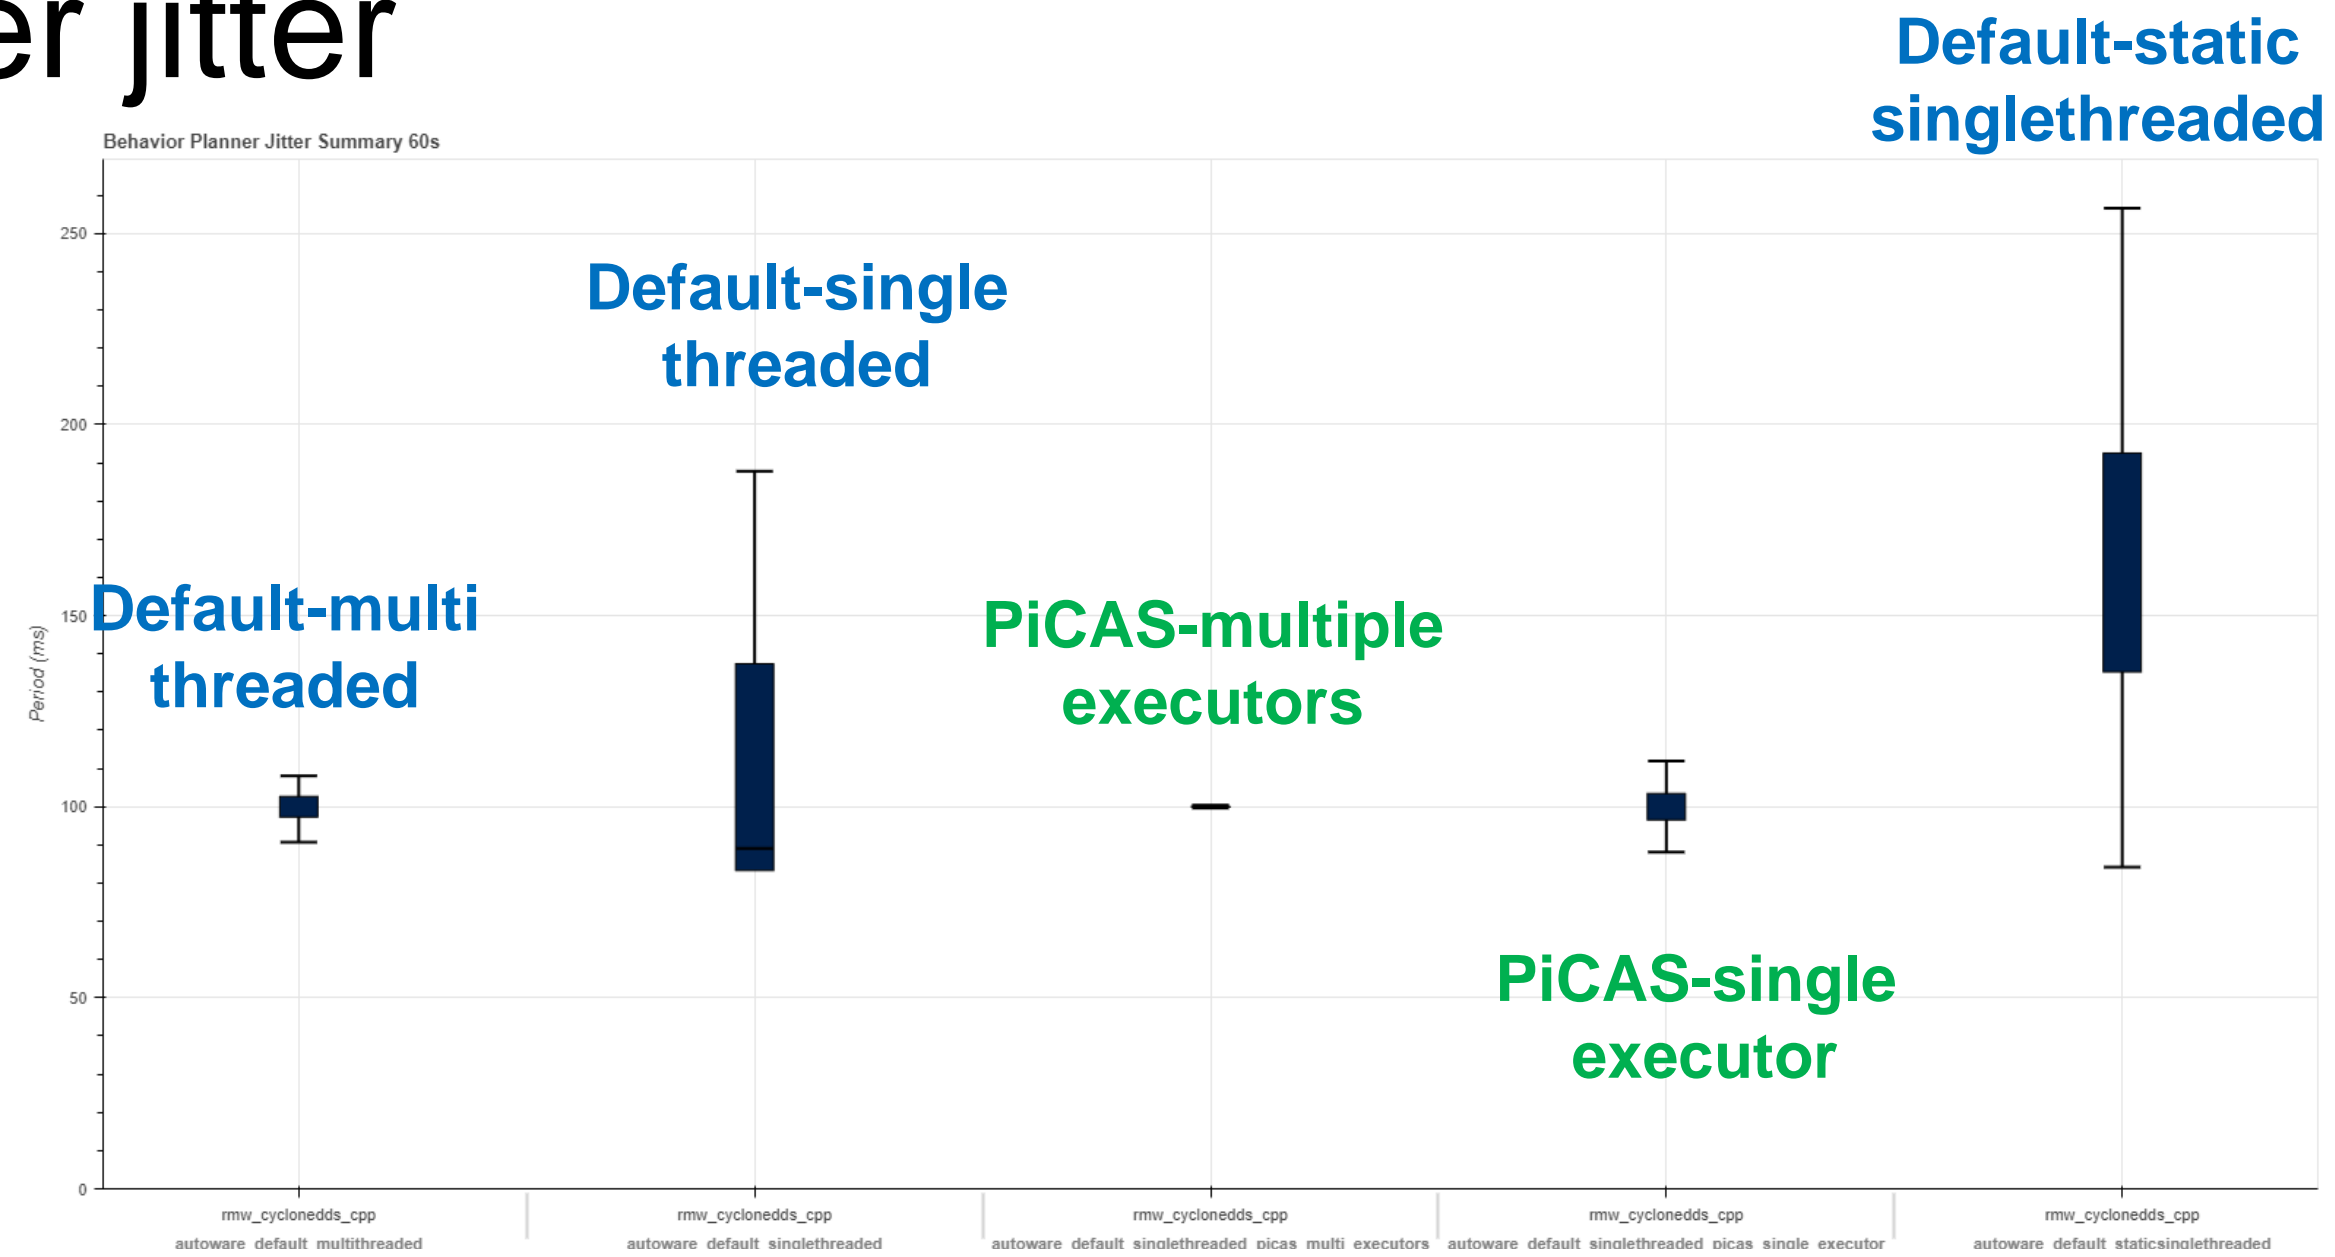 er jitter
Default-static
singlethreaded
Behavior Planner Jitter Summary 60s
250
Default-single
threaded
200
Default-multi
threaded
150
PiCAS-multiple
executors
Period (ms)
100
PiCAS-single
executor
50
0
rmw_cyclonedds_cpp
rmw_cyclonedds_cpp
rmw_cyclonedds_cpp
rmw_cyclonedds_cpp
rmw_cyclonedds_cpp
autoware_default_multithreaded
autoware_default_singlethreaded
autoware_default_singlethreaded_picas_multi_executors
autoware_default_singlethreaded_picas_single_executor
autoware_default_staticsinglethreaded